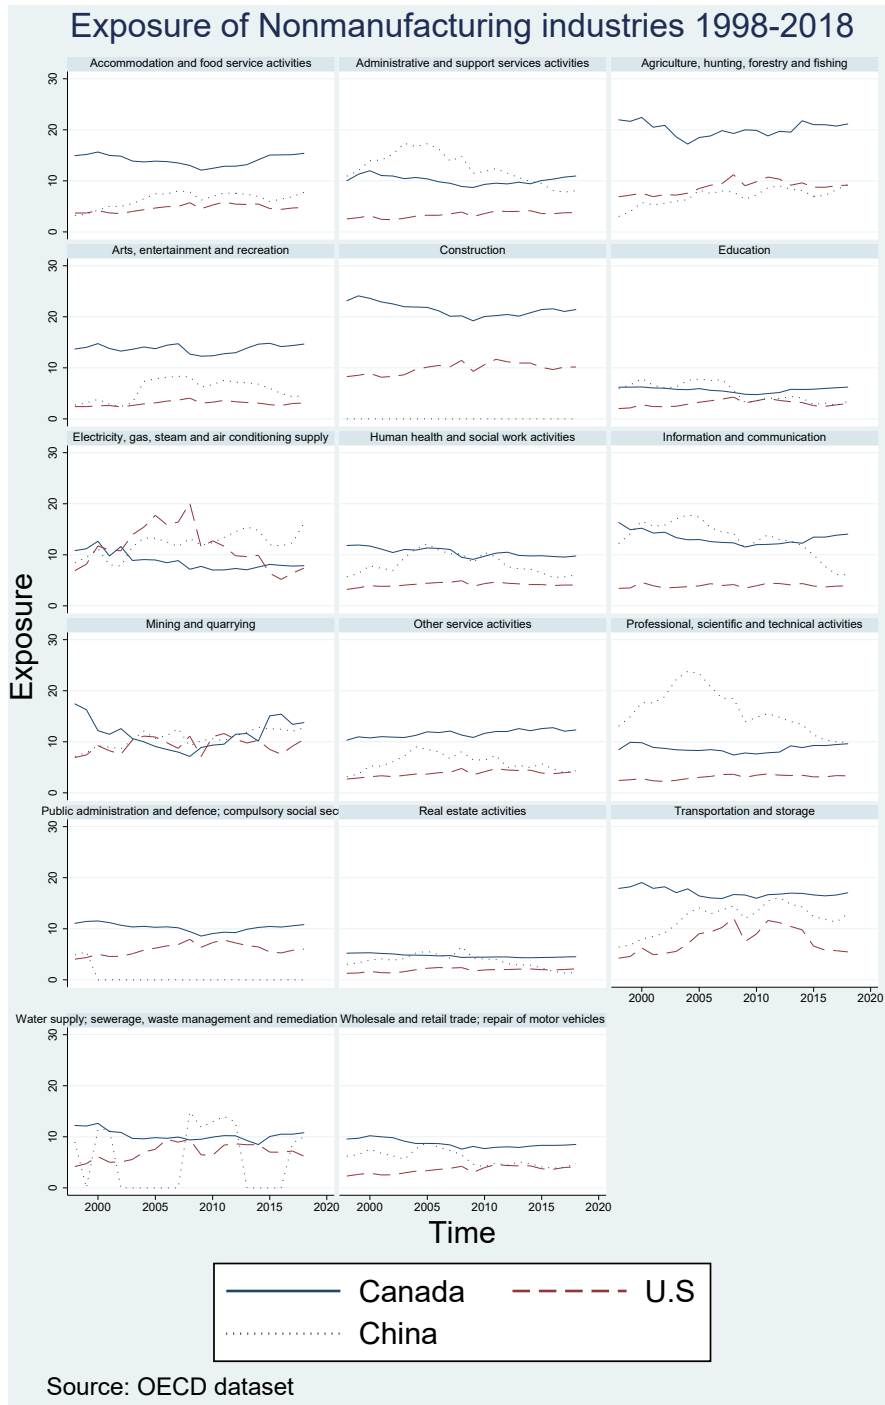 Exposure of Nonmanufacturing industries 1998-2018
Accommodation and food service activities
Administrative and support services activities
Agriculture, hunting, forestry and fishing
30
20
10
0
Arts, entertainment and recreation
Construction
Education
30
20
10
0
Electricity, gas, steam and air conditioning supply
Human health and social work activities
Information and communication
30
20
10
0
Exposure
Mining and quarrying
Other service activities
Professional, scientific and technical activities
30
20
10
0
Public administration and defence; compulsory social sec
Real estate activities
Transportation and storage
30
20
10
0
2000 2005 2010 2015 2020
Water supply; sewerage, waste management and remediation
Wholesale and retail trade; repair of motor vehicles
30
20
10
0
2000 2005 2010 2015 2020
2000 2005 2010 2015 2020
Time
Canada
U.S
China
Source: OECD dataset